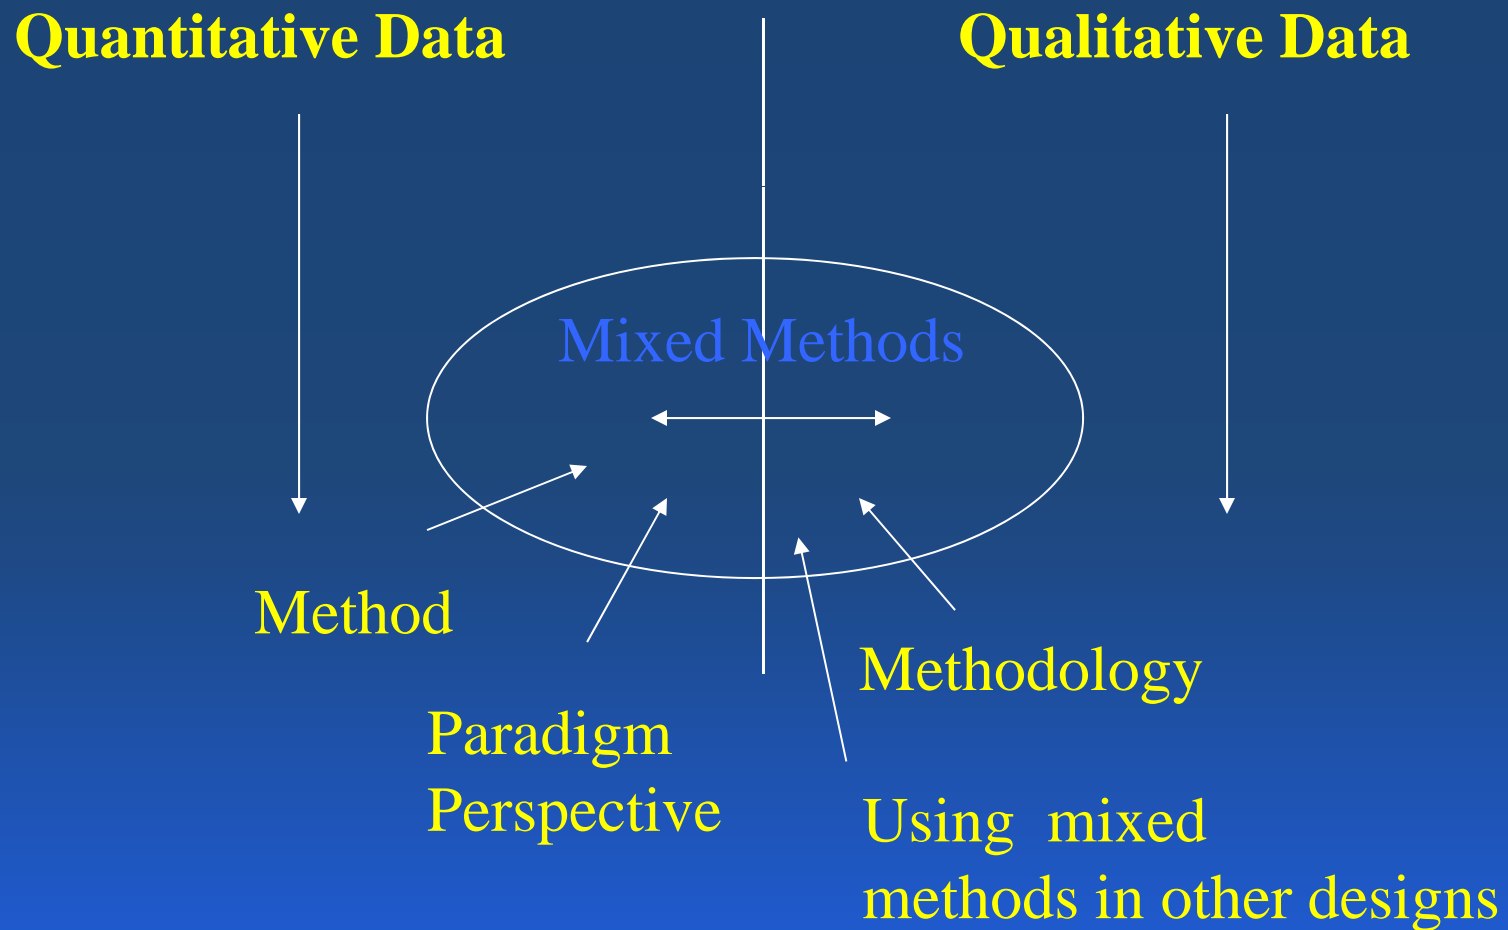 Quantitative Data
Qualitative Data
Mixed Methods
Method
Methodology
Paradigm
Perspective
Using mixed
methods in other designs